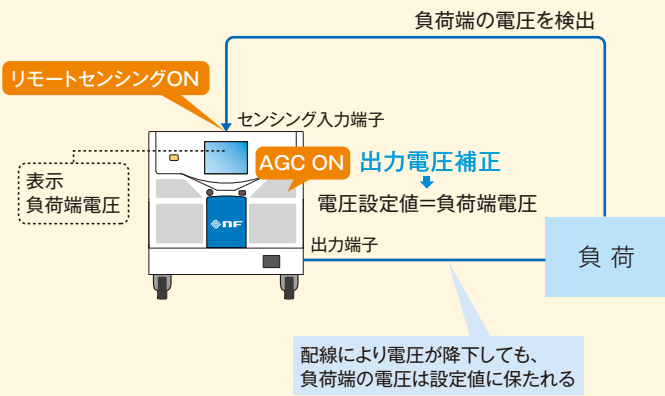 負荷端の電圧を検出
リモートセンシングON
センシング入力端子
AGC ON
出力電圧補正
表示
負荷端電圧
電圧設定値=負荷端電圧
nF
出力端子
負 荷
配線により電圧が降下しても、
負荷端の電圧は設定値に保たれる